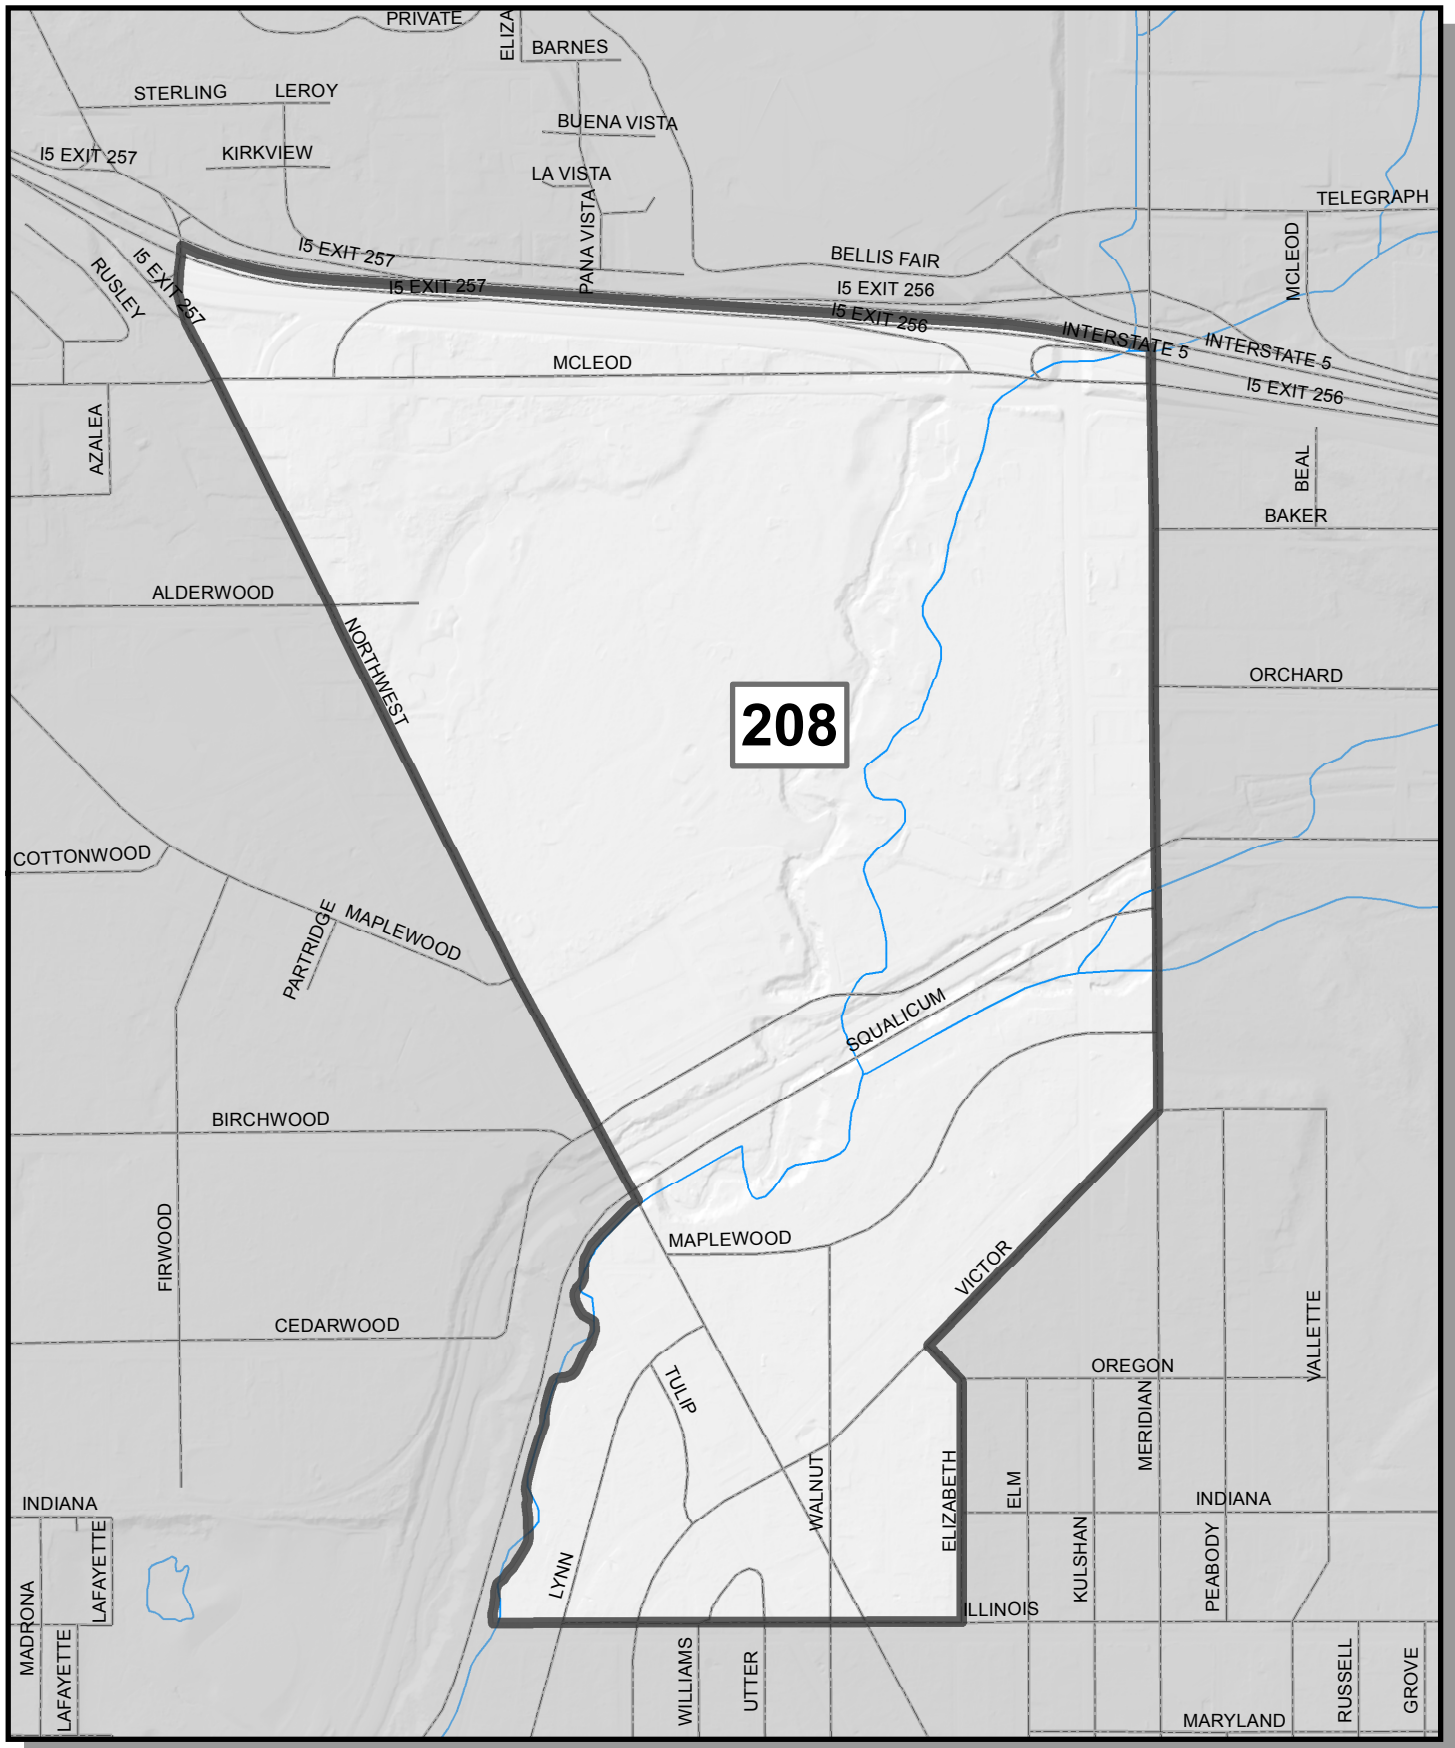 PRIVATE
ELIZA
BARNES
STERLING
LEROY
BUENA VISTA
I5 EXIT 257
KIRKVIEW
LA VISTA
TELEGRAPH
PANA VISTA
MCLEOD
I5 EXIT 257
BELLIS FAIR
RUSLEY
I5 EXIT 257
I5 EXIT 257
I5 EXIT 256
I5 EXIT 256
INTERSTATE 5
INTERSTATE 5
MCLEOD
I5 EXIT 256
AZALEA
BEAL
BAKER
ALDERWOOD
NORTHWEST
ORCHARD
208
COTTONWOOD
PARTRIDGE
MAPLEWOOD
SQUALICUM
BIRCHWOOD
FIRWOOD
MAPLEWOOD
VICTOR
CEDARWOOD
VALLETTE
OREGON
TULIP
MERIDIAN
INDIANA
WALNUT
ELIZABETH
ELM
INDIANA
LAFAYETTE
LYNN
KULSHAN
PEABODY
ILLINOIS
MADRONA
LAFAYETTE
WILLIAMS
UTTER
RUSSELL
GROVE
MARYLAND